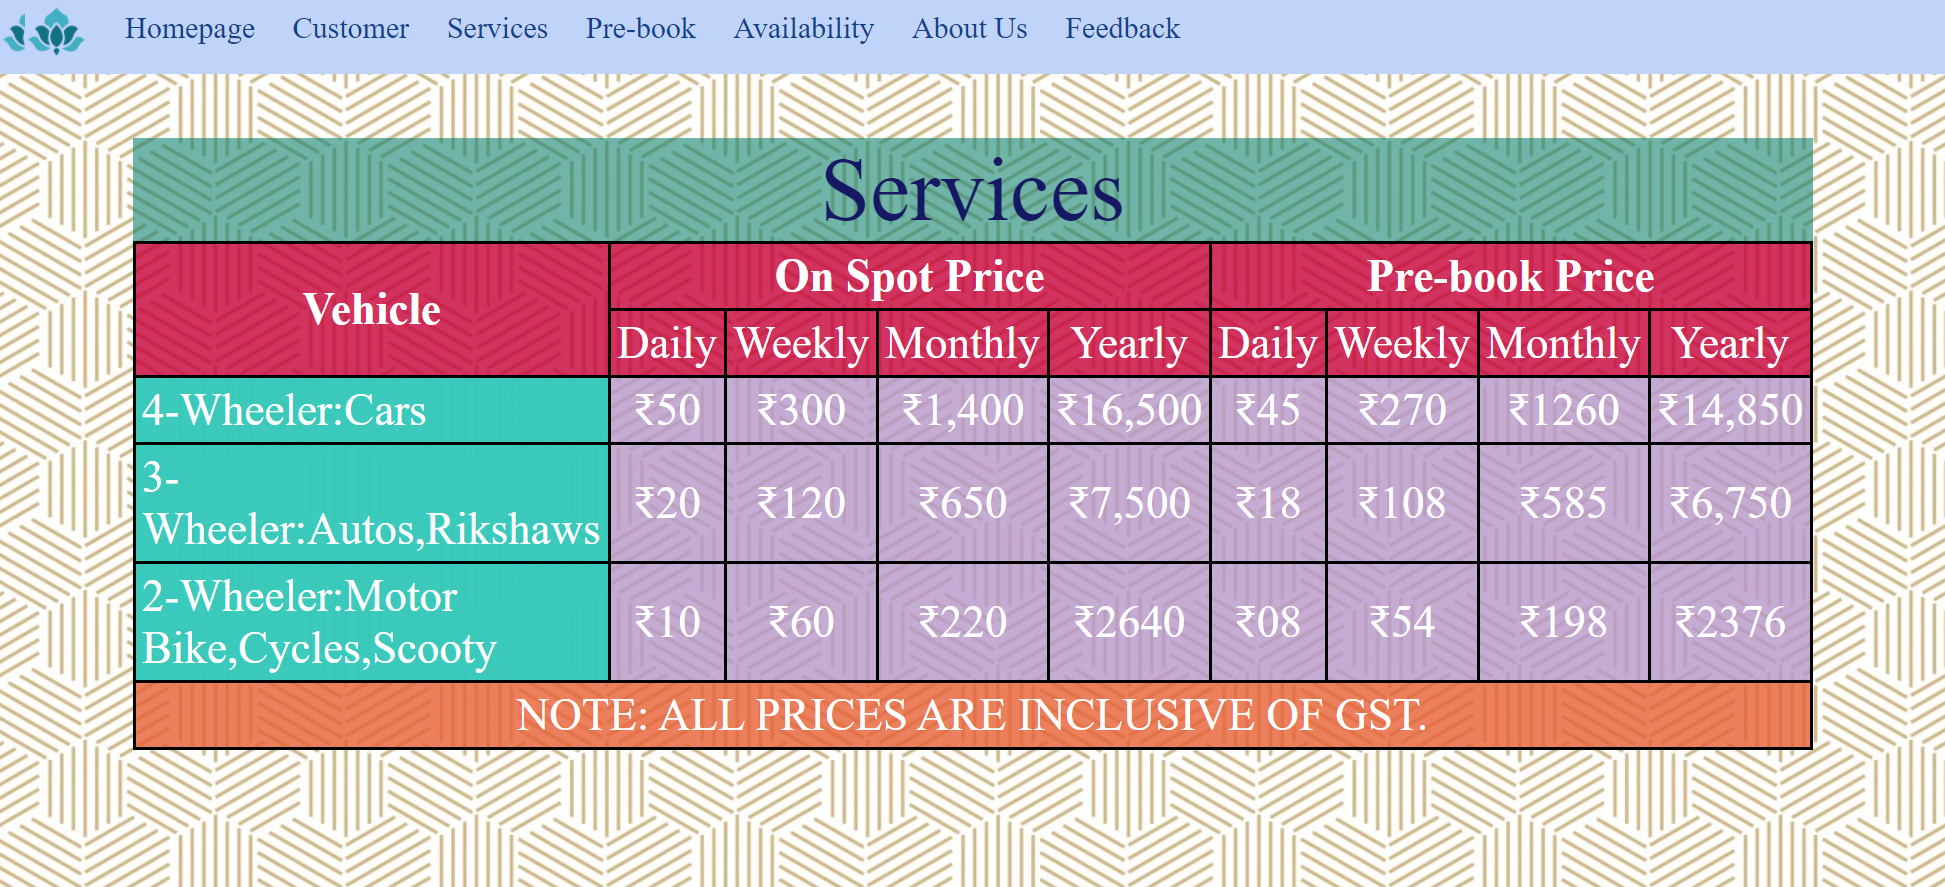 Homepage Customer Services Pre-book Availability About Us Feedback
Services
Vehicle On Spot Price Pre-book Price
Daily Weekly Monthly Yearly Daily Weekly Monthly Yearly
4-Wheeler:Cars ₹50 ₹300 ₹1,400 ₹16,500 ₹45 ₹270 ₹1260 ₹14,850
3-
Wheeler:Autos,Rikshaws ₹20 ₹120 ₹650 ₹7,500 ₹18 ₹108 ₹585 ₹6,750
2-Wheeler:Motor
Bike,Cycles,Scooty ₹10 ₹60 ₹220 ₹2640 ₹08 ₹54 ₹198 ₹2376
NOTE: ALL PRICES ARE INCLUSIVE OF GST.